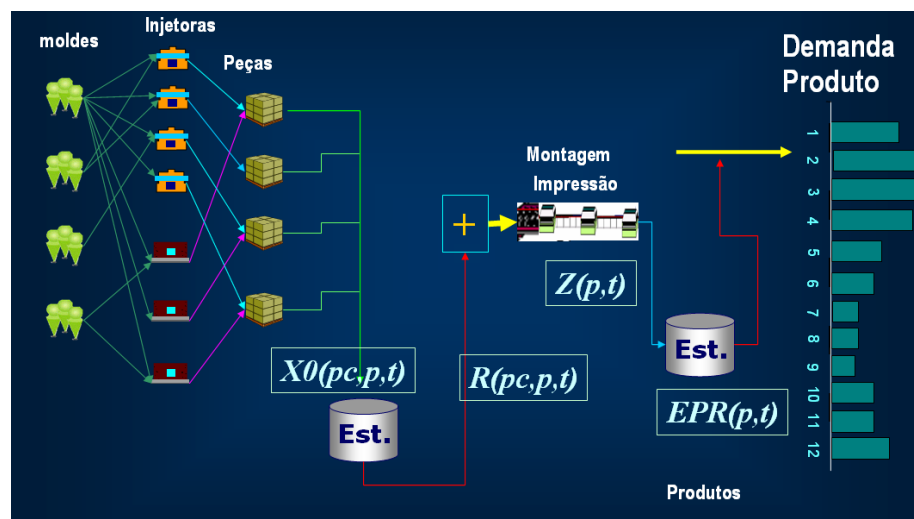 moldes
Injetoras
Peças
Demanda
Produto
Montagem
Impressão
+
Z(p,t)
X0(pc,p,t)
R(pc,p,t)
Est.
Est.
EPR(p,t)
Produtos
1
2
3
4
5
6
7
8
9
10
11
12